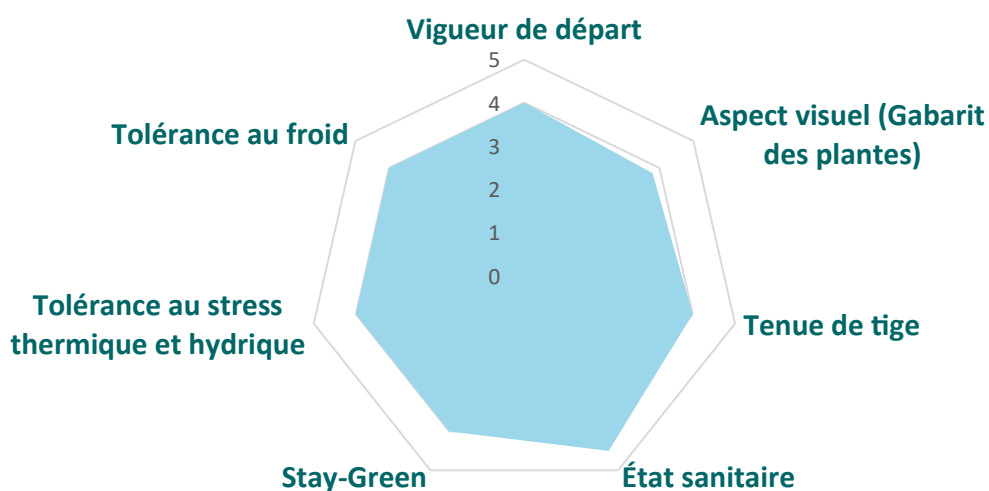 Vigueur de départ
5
4
3
2
1
0
Aspect visuel (Gabarit
des plantes)
Tenue de tige
État sanitaire
Stay-Green
Tolérance au stress
thermique et hydrique
Tolérance au froid